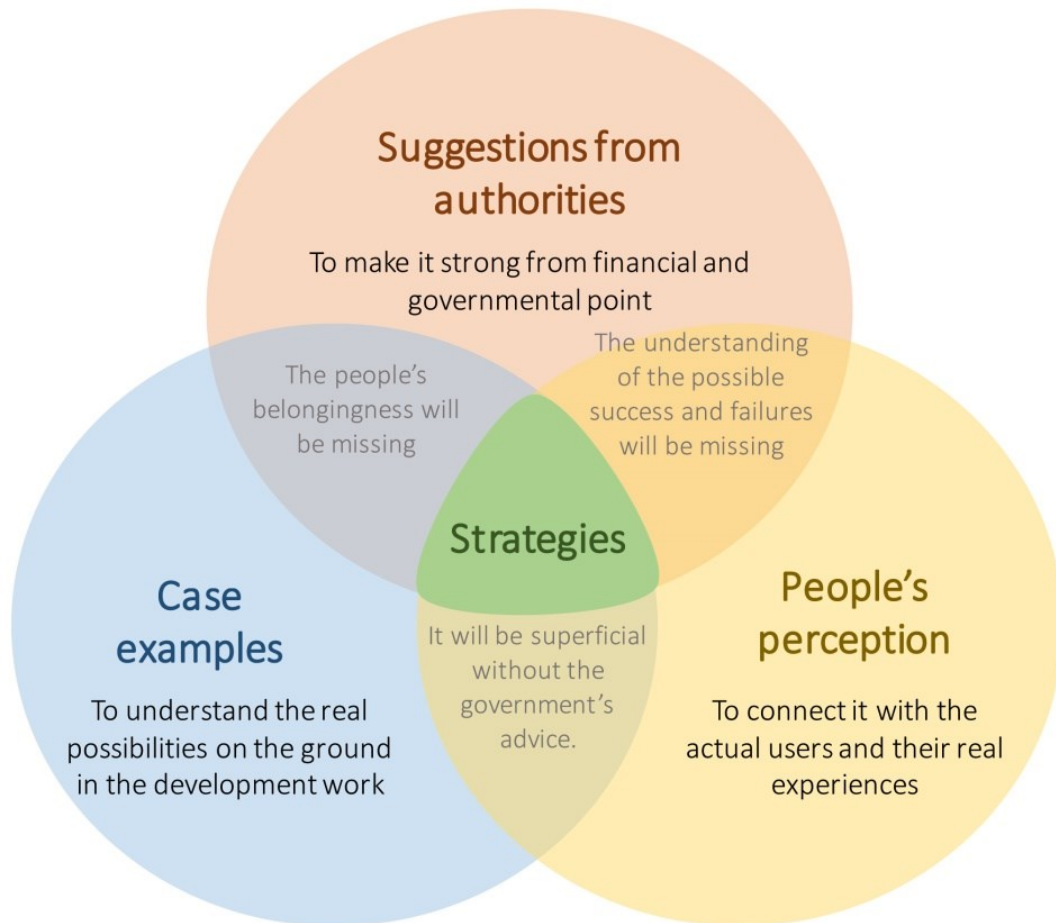 Suggestions from
authorities
To make it strong from financial and
governmental point
The people’s
belongingness will
be missing
The understanding
of the possible
success and failures
will be missing
Strategies
Case
examples
To understand the real
possibilities on the ground
in the development work
It will be superficial
without the
government’s
advice.
People’s
perception
To connect it with the
actual users and their real
experiences